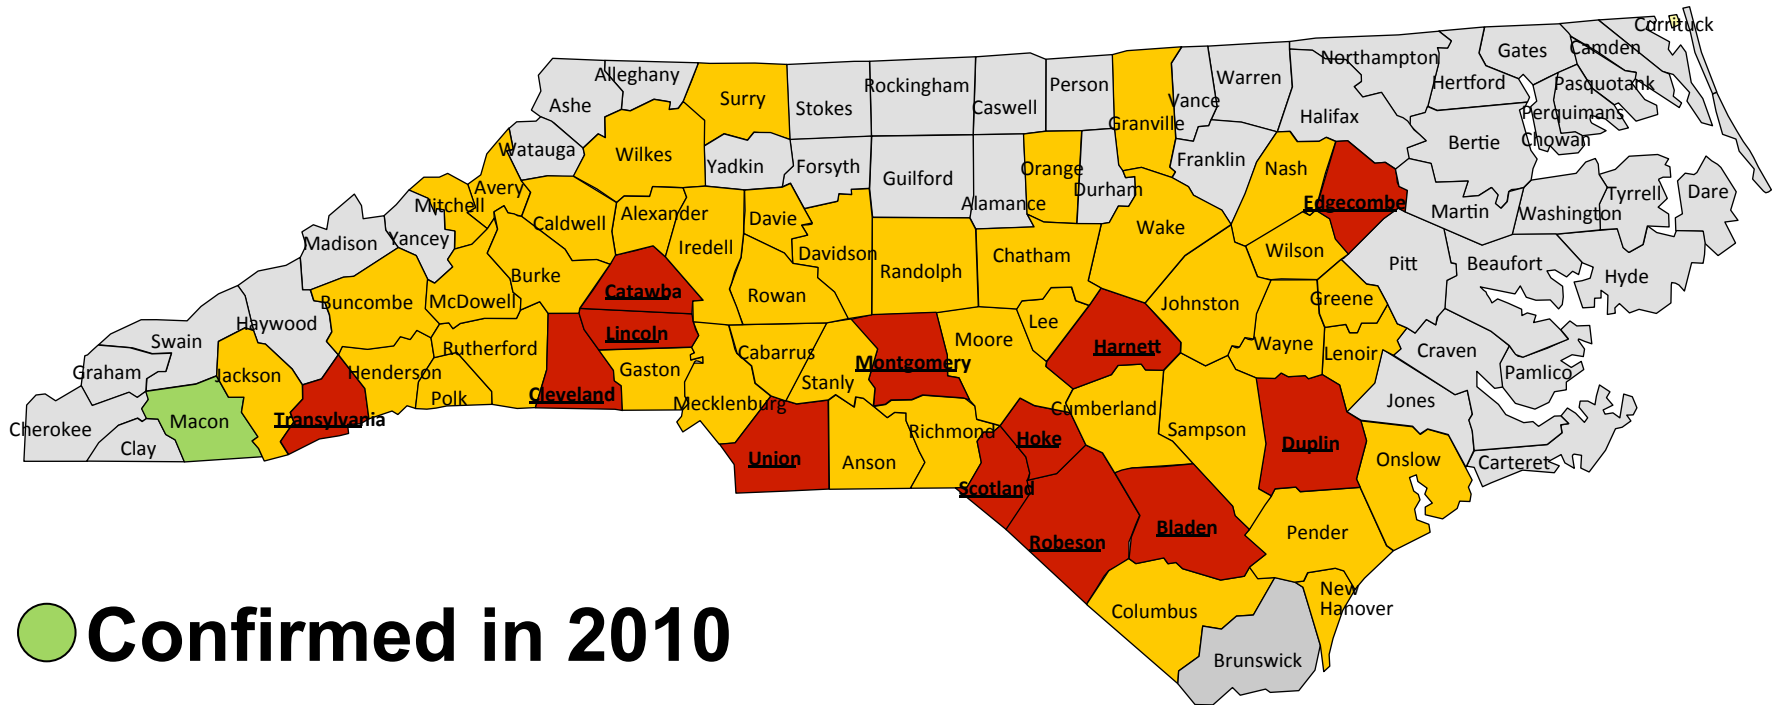 Currituck
Alleghany
Surry
Stokes
Rockingham
Caswell
Person
Granville
Vance
Warren
Northampton
Hertford
Gates
Camden
Pasquotank
Perquimans
Chowan
Ashe
Watauga
Wilkes
Yadkin
Forsyth
Guilford
Alamance
Orange
Durham
Franklin
Halifax
Nash
Bertie
Edgecombe
Martin
Washington
Tyrrell
Dare
Mitchell
Avery
Caldwell
Alexander
Iredell
Davie
Davidson
Randolph
Chatham
Wake
Wilson
Pitt
Beaufort
Hyde
Madison
Yancey
Burke
Catawba
Rowan
Buncombe
McDowell
Lee
Johnston
Greene
Swain
Haywood
Rutherford
Lincoln
Cabarrus
Montgomery
Moore
Harnett
Wayne
Lenoir
Craven
Pamlico
Graham
Jackson
Henderson
Polk
Cleveland
Gaston
Stanly
Mecklenburg
Cherokee
Clay
Macon
Transylvania
Union
Anson
Richmond
Hoke
Cumberland
Sampson
Duplin
Jones
Onslow
Carteret
Scotland
Robeson
Bladen
Pender
Columbus
New
Hanover
Brunswick
Confirmed in 2010